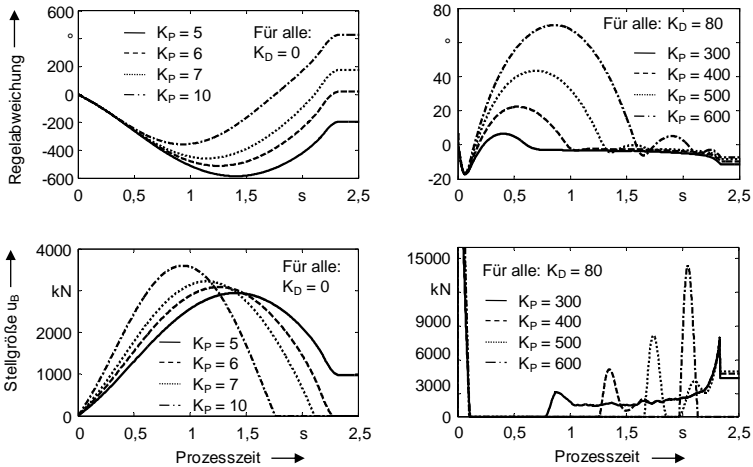 Regelabweichung
°
600
400
200
0
-200
-400
-600
0
0,5
1
1,5
s
2,5
K_P = 5
K_P = 6
K_P = 7
K_P = 10
Für alle:
K_D = 0
80
°
40
20
0
-20
0
0,5
1
1,5
s
2,5
Für alle: K_D = 80
K_P = 300
K_P = 400
K_P = 500
K_P = 600
Stellgröße u_B
4000
kN
2000
1000
0
0
0,5
1
1,5
s
2,5
Prozesszeit
Für alle:
K_D = 0
K_P = 5
K_P = 6
K_P = 7
K_P = 10
15000
kN
9000
6000
3000
0
0
0,5
1
1,5
s
2,5
Prozesszeit
Für alle: K_D = 80
K_P = 300
K_P = 400
K_P = 500
K_P = 600